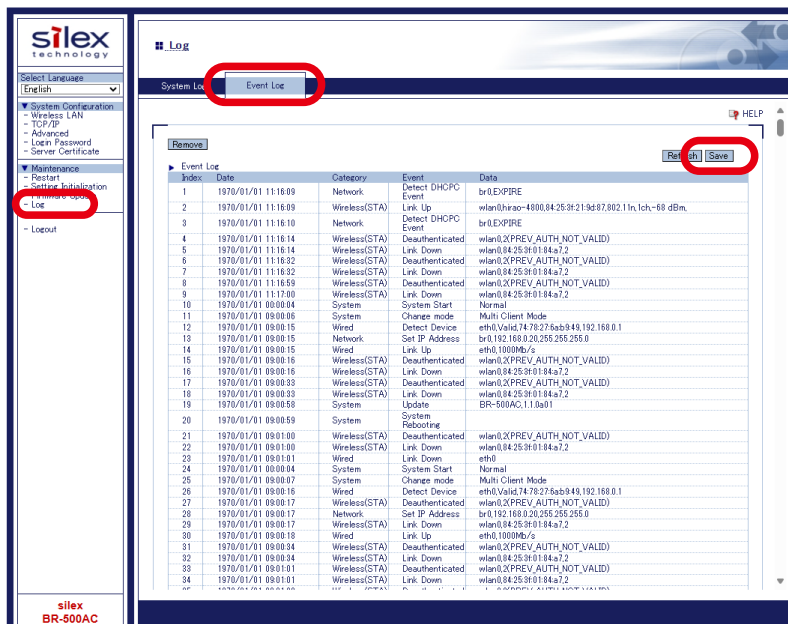 silex
technology
Select Language
English
▼ System Configuration
- Wireless LAN
- TCP/IP
- Advanced
- Login Password
- Server Certificate
▼ Maintenance
- Restart
- Setting Initialization
- Firmware Update
- Log
- Logout
silex
BR-500AC
Log
System Log Event Log
HELP
Remove
Refresh Save
▶ Event Log
Index Date Category Event Data
1 1970/01/01 11:16:09 Network Detect DHCPC Event br0,EXPIRE
2 1970/01/01 11:16:09 Wireless(STA) Link Up wlan0,hirao-4800,84:25:3f:21:9d:87,802.11n,1ch,-68 dBm,
3 1970/01/01 11:16:10 Network Detect DHCPC Event br0,EXPIRE
4 1970/01/01 11:16:14 Wireless(STA) Deauthenticated wlan0,2(PREV_AUTH_NOT_VALID)
5 1970/01/01 11:16:14 Wireless(STA) Link Down wlan0,84:25:3f:01:84:a7,2
6 1970/01/01 11:16:32 Wireless(STA) Deauthenticated wlan0,2(PREV_AUTH_NOT_VALID)
7 1970/01/01 11:16:32 Wireless(STA) Link Down wlan0,84:25:3f:01:84:a7,2
8 1970/01/01 11:16:59 Wireless(STA) Deauthenticated wlan0,2(PREV_AUTH_NOT_VALID)
9 1970/01/01 11:17:00 Wireless(STA) Link Down wlan0,84:25:3f:01:84:a7,2
10 1970/01/01 00:00:04 System System Start Normal
11 1970/01/01 09:00:06 System Change mode Multi Client Mode
12 1970/01/01 09:00:15 Wired Detect Device eth0,Valid,74:78:27:6a:b9:49,192.168.0.1
13 1970/01/01 09:00:15 Network Set IP Address br0,192.168.0.20,255.255.255.0
14 1970/01/01 09:00:15 Wired Link Up eth0,1000Mb/s
15 1970/01/01 09:00:16 Wireless(STA) Deauthenticated wlan0,2(PREV_AUTH_NOT_VALID)
16 1970/01/01 09:00:16 Wireless(STA) Link Down wlan0,84:25:3f:01:84:a7,2
17 1970/01/01 09:00:33 Wireless(STA) Deauthenticated wlan0,2(PREV_AUTH_NOT_VALID)
18 1970/01/01 09:00:33 Wireless(STA) Link Down wlan0,84:25:3f:01:84:a7,2
19 1970/01/01 09:00:58 System Update BR-500AC,1.1.0a01
20 1970/01/01 09:00:59 System System Rebooting
21 1970/01/01 09:01:00 Wireless(STA) Deauthenticated wlan0,2(PREV_AUTH_NOT_VALID)
22 1970/01/01 09:01:00 Wireless(STA) Link Down wlan0,84:25:3f:01:84:a7,2
23 1970/01/01 09:01:01 Wired Link Down eth0
24 1970/01/01 00:00:04 System System Start Normal
25 1970/01/01 09:00:07 System Change mode Multi Client Mode
26 1970/01/01 09:00:16 Wired Detect Device eth0,Valid,74:78:27:6a:b9:49,192.168.0.1
27 1970/01/01 09:00:17 Wireless(STA) Deauthenticated wlan0,2(PREV_AUTH_NOT_VALID)
28 1970/01/01 09:00:17 Network Set IP Address br0,192.168.0.20,255.255.255.0
29 1970/01/01 09:00:17 Wireless(STA) Link Down wlan0,84:25:3f:01:84:a7,2
30 1970/01/01 09:00:18 Wired Link Up eth0,1000Mb/s
31 1970/01/01 09:00:34 Wireless(STA) Deauthenticated wlan0,2(PREV_AUTH_NOT_VALID)
32 1970/01/01 09:00:34 Wireless(STA) Link Down wlan0,84:25:3f:01:84:a7,2
33 1970/01/01 09:01:01 Wireless(STA) Deauthenticated wlan0,2(PREV_AUTH_NOT_VALID)
34 1970/01/01 09:01:01 Wireless(STA) Link Down wlan0,84:25:3f:01:84:a7,2